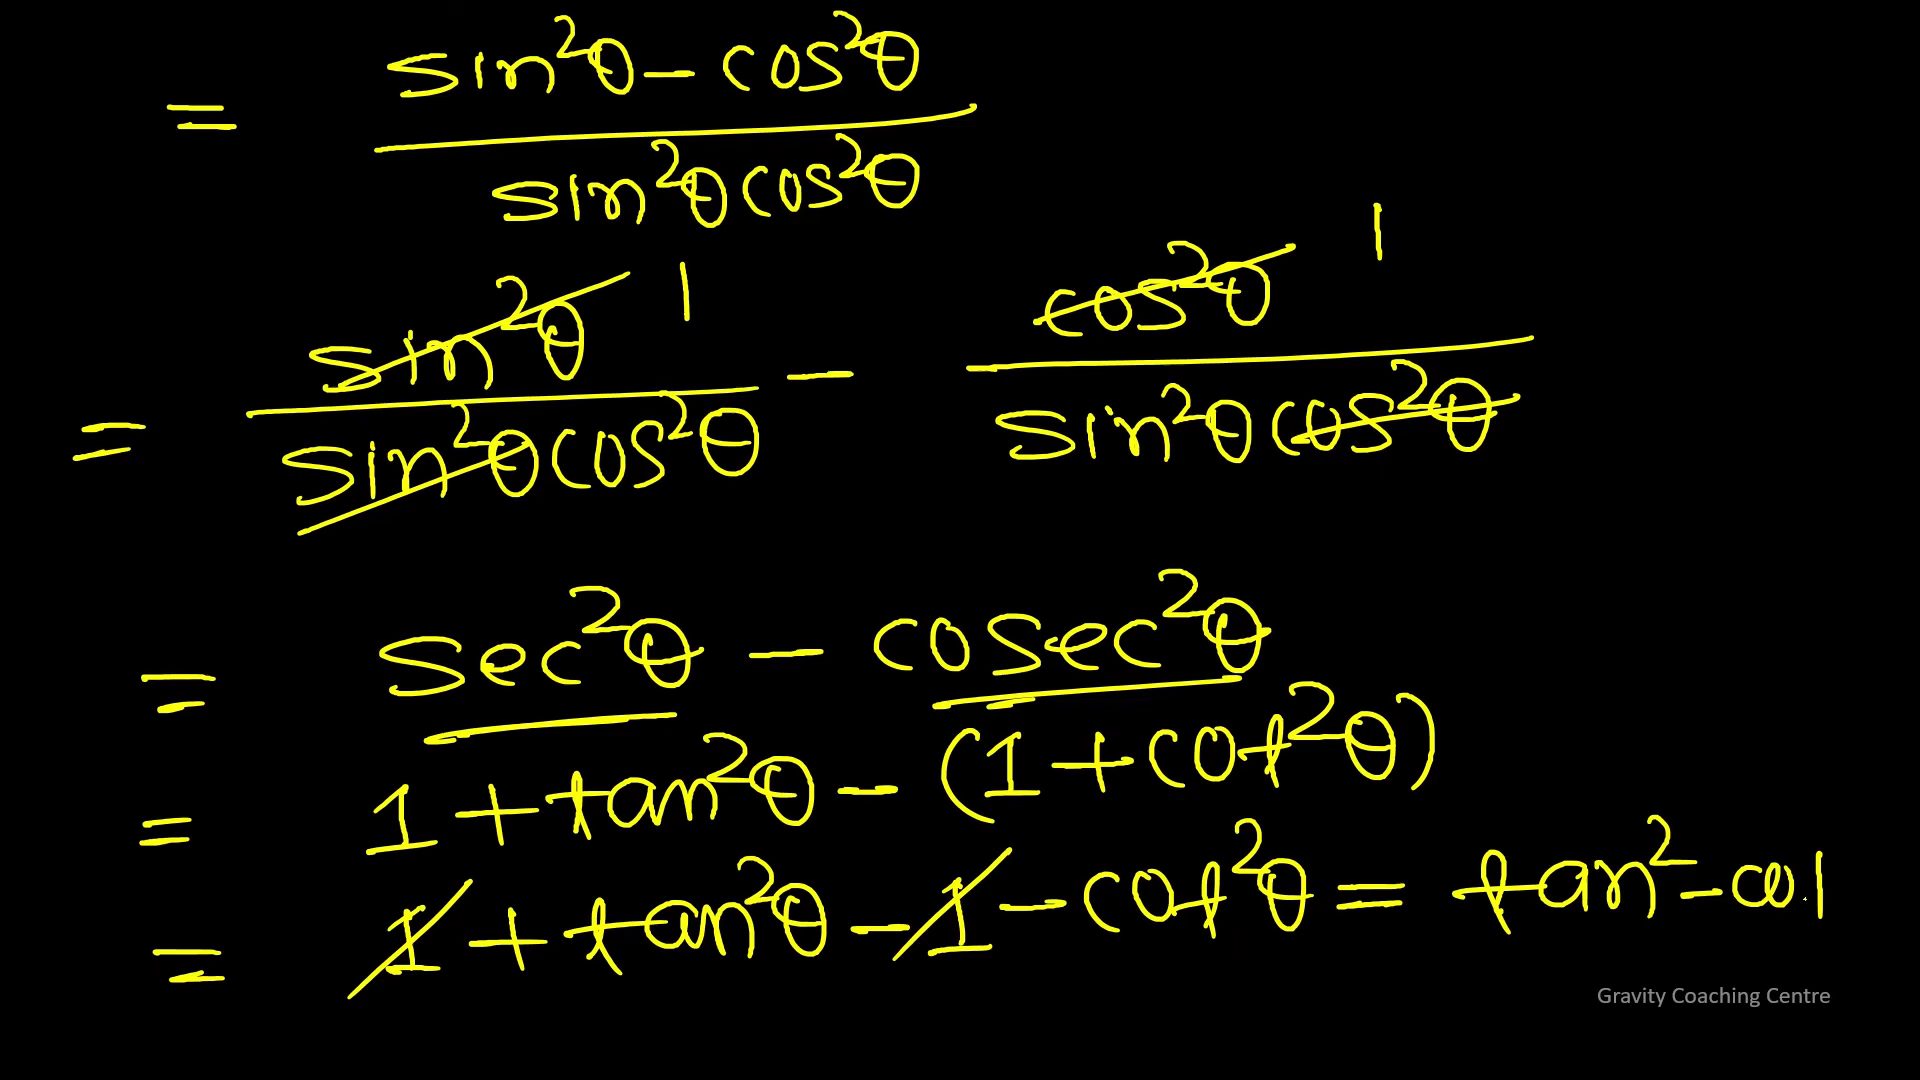 = sin²θ - cos²θ / sin²θ cos²θ
= sin²θ 1 / sin²θ cos²θ - cos²θ 1 / sin²θ cos²θ
= sec²θ - cosec²θ
= 1 + tan²θ - (1 + cot²θ)
= 1 + tan²θ - 1 - cot²θ = tan² - co
Gravity Coaching Centre